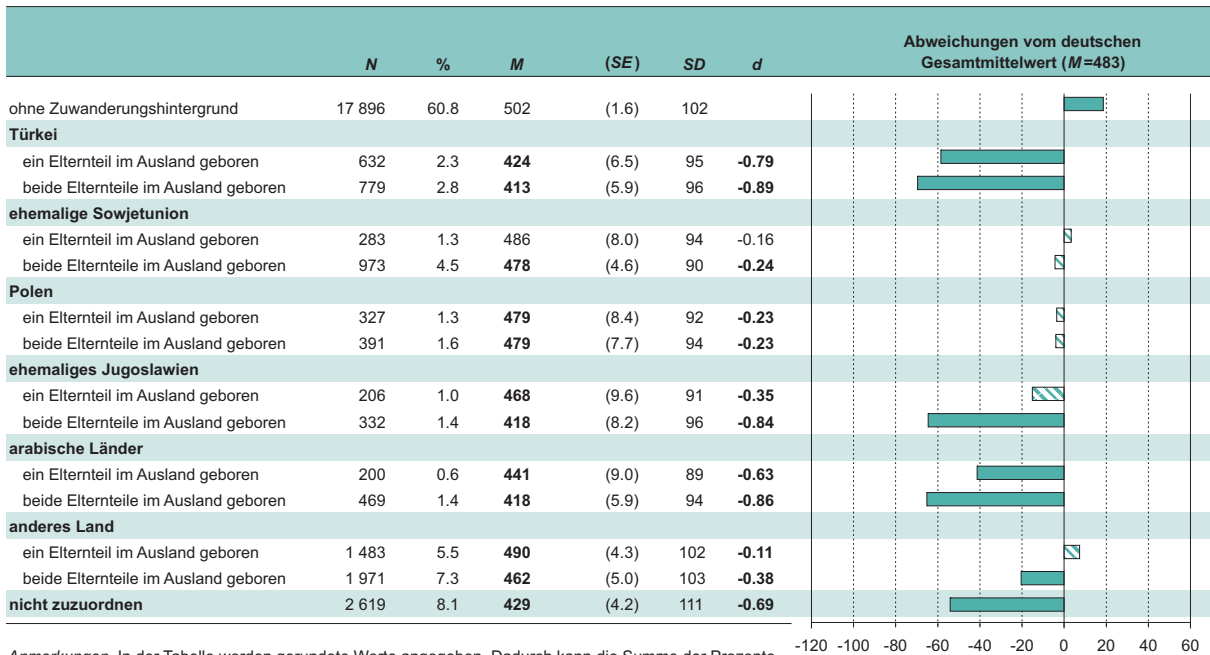 Abweichungen vom deutschen
N % M (SE) SD d Gesamtmittelwert (M=483)
ohne Zuwanderungshintergrund 17 896 60.8 502 (1.6) 102
Türkei
ein Elternteil im Ausland geboren 632 2.3 424 (6.5) 95 -0.79
beide Elternteile im Ausland geboren 779 2.8 413 (5.9) 96 -0.89
ehemalige Sowjetunion
ein Elternteil im Ausland geboren 283 1.3 486 (8.0) 94 -0.16
beide Elternteile im Ausland geboren 973 4.5 478 (4.6) 90 -0.24
Polen
ein Elternteil im Ausland geboren 327 1.3 479 (8.4) 92 -0.23
beide Elternteile im Ausland geboren 391 1.6 479 (7.7) 94 -0.23
ehemaliges Jugoslawien
ein Elternteil im Ausland geboren 206 1.0 468 (9.6) 91 -0.35
beide Elternteile im Ausland geboren 332 1.4 418 (8.2) 96 -0.84
arabische Länder
ein Elternteil im Ausland geboren 200 0.6 441 (9.0) 89 -0.63
beide Elternteile im Ausland geboren 469 1.4 418 (5.9) 94 -0.86
anderes Land
ein Elternteil im Ausland geboren 1 483 5.5 490 (4.3) 102 -0.11
beide Elternteile im Ausland geboren 1 971 7.3 462 (5.0) 103 -0.38
nicht zuzuordnen 2 619 8.1 429 (4.2) 111 -0.69
-120 -100 -80 -60 -40 -20 0 20 40 60
Anmerkungen. In der Tabelle werden gerundete Werte angegeben. Dadurch kann die Summe der Prozente